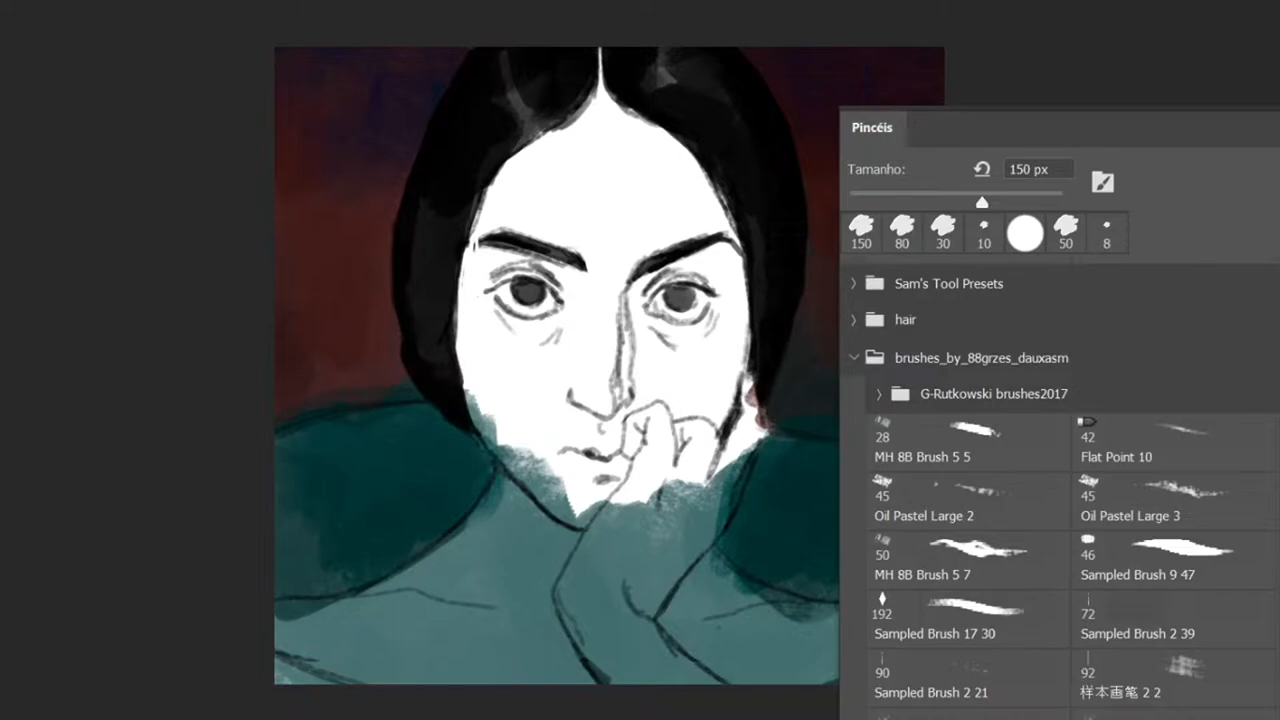 Pincéis
Tamanho: 150 px
150 80 30 10 50 8
Sam's Tool Presets
hair
brushes_by_88grzes_dauxasm
G-Rutkowski brushes2017
28 42
MH 8B Brush 5 5 Flat Point 10
45 45
Oil Pastel Large 2 Oil Pastel Large 3
50 46
MH 8B Brush 5 7 Sampled Brush 9 47
192 72
Sampled Brush 17 30 Sampled Brush 2 39
90 92
Sampled Brush 2 21 样本画笔 2 2